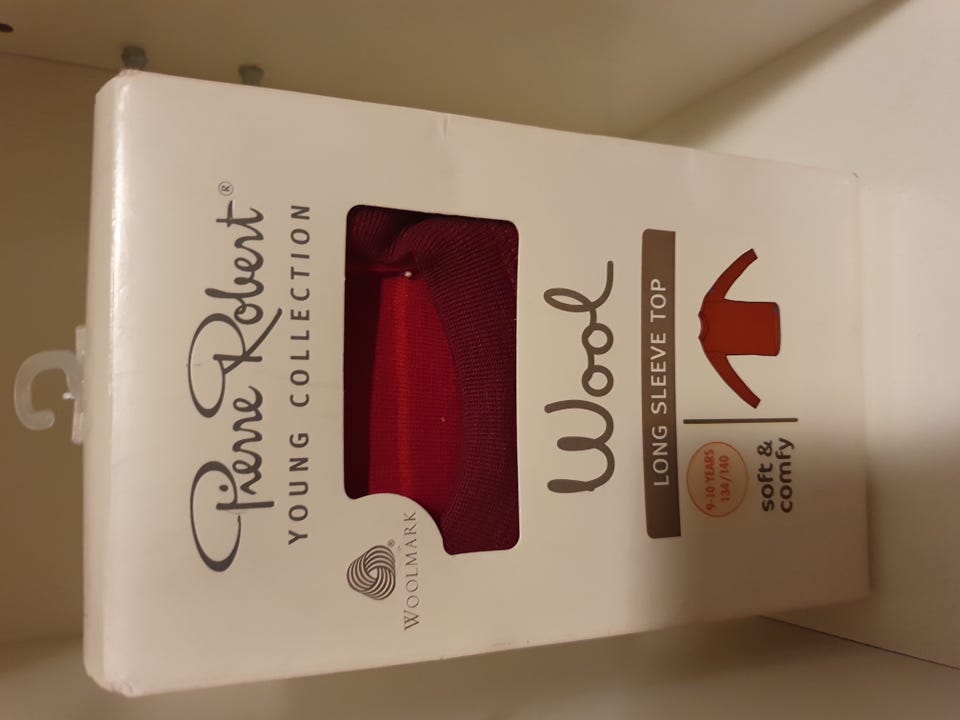 Pierre Robert®
YOUNG COLLECTION
®
WOOLMARK
Wool
LONG SLEEVE TOP
9-10 YEARS
134/140
soft &
comfy